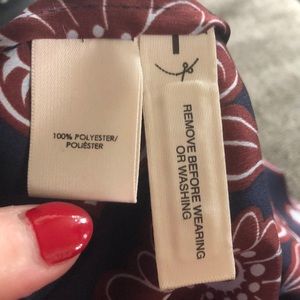 100% POLYESTER/
POLIÉSTER
REMOVE BEFORE WEARING
OR WASHING